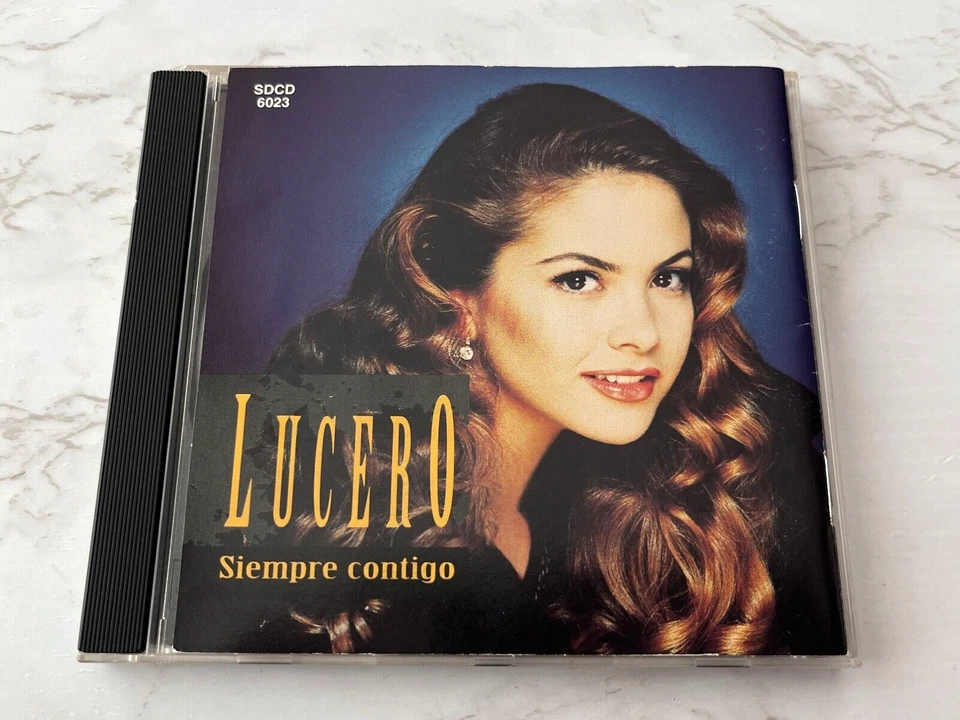 SDCD
6023
LUCERO
Siempre contigo